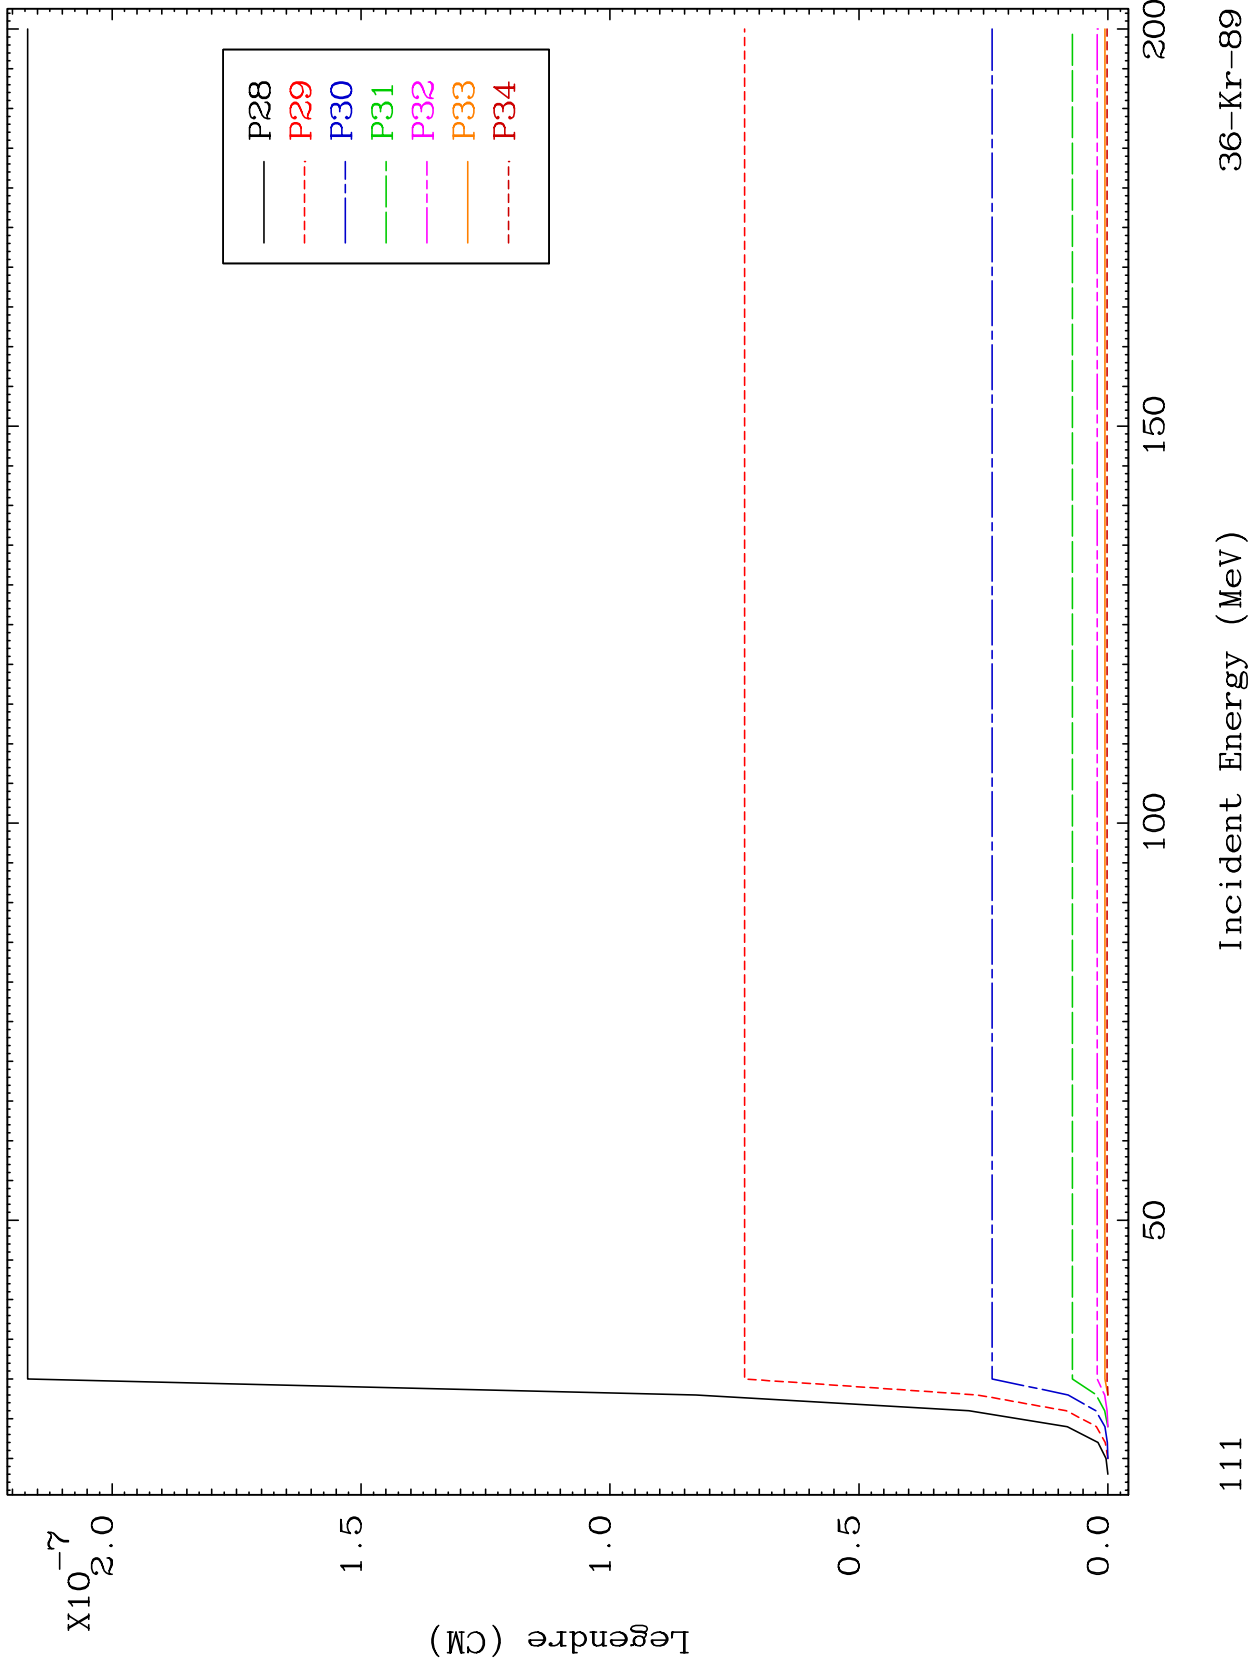 X10-7
2.0
1.5
1.0
0.5
0.0
Legendre (CM)
P28
P29
P30
P31
P32
P33
P34
50
100
150
200
Incident Energy (MeV)
111
36-Kr-89